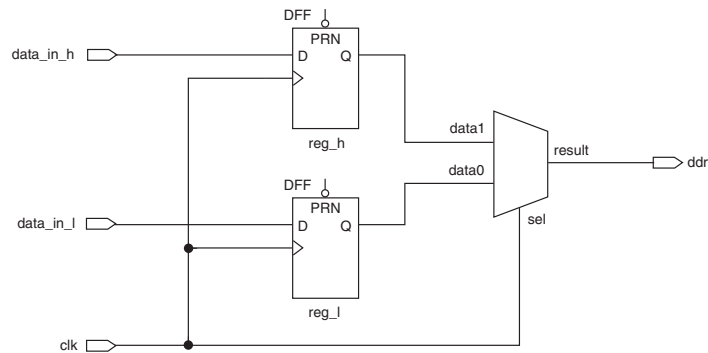 DFF
PRN
data_in_h
D Q
reg_h
data1
result
ddr
data0
DFF
PRN
data_in_l
D Q
sel
reg_l
clk